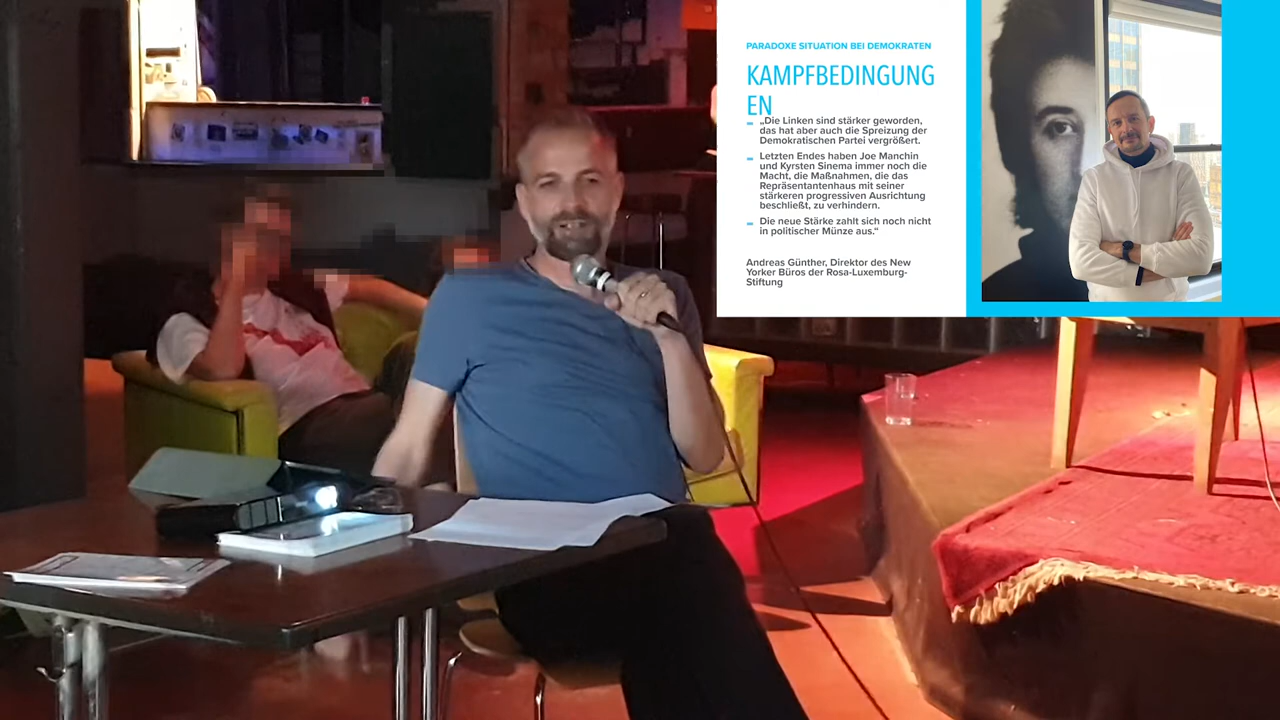 PARADOXE SITUATION BEI DEMOKRATEN
KAMPFBEDINGUNG
EN
„Die Linken sind stärker geworden,
das hat aber auch die Spreizung der
Demokratischen Partei vergrößert.
Letzten Endes haben Joe Manchin
und Kyrsten Sinema immer noch die
Macht, die Maßnahmen, die das
Repräsentantenhaus mit seiner
stärkeren progressiven Ausrichtung
beschließt, zu verhindern.
Die neue Stärke zahlt sich noch nicht
in politischer Münze aus.“
Andreas Günther, Direktor des New
Yorker Büros der Rosa-Luxemburg-
Stiftung